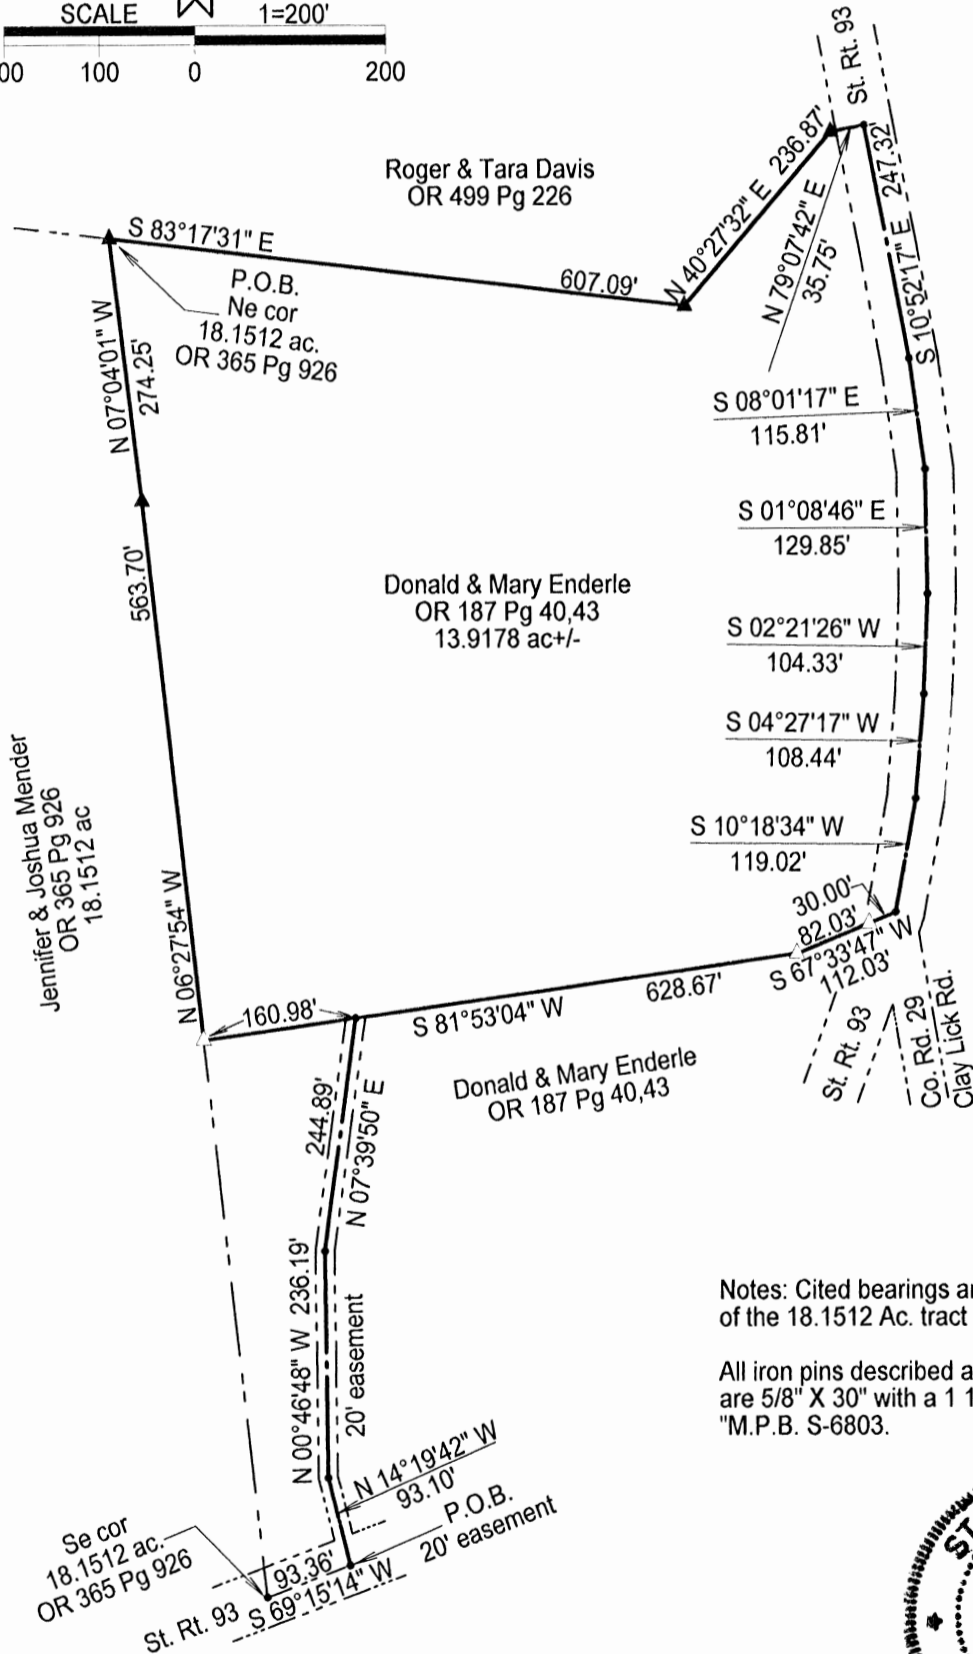 SCALE 1=200'
00 100 0 200
St. Rt. 93
Roger & Tara Davis
OR 499 Pg 226
N 40°27'32" E 236.87'
N 79°07'42" E
35.75'
S 10°52'17" E 247.32'
S 83°17'31" E
607.09'
P.O.B.
Ne cor
18.1512 ac.
OR 365 Pg 926
N 07°04'01" W
274.25'
S 08°01'17" E
115.81'
S 01°08'46" E
129.85'
563.70'
Donald & Mary Enderle
OR 187 Pg 40,43
13.9178 ac+/-
S 02°21'26" W
104.33'
S 04°27'17" W
108.44'
Jennifer & Joshua Mender
OR 365 Pg 926
18.1512 ac
S 10°18'34" W
119.02'
N 06°27'54" W
30.00'
82.03'
S 67°33'47" W
112.03'
160.98'
S 81°53'04" W
628.67'
Donald & Mary Enderle
OR 187 Pg 40,43
St. Rt. 93
Co. Rd. 29
Clay Lick Rd.
244.89'
N 07°39'50" E
N 00°46'48" W 236.19'
20' easement
Notes: Cited bearings
of the 18.1512 Ac. tract
All iron pins described
are 5/8" X 30" with a 1
"M.P.B. S-6803.
N 14°19'42" W
93.10'
P.O.B.
20' easement
Se cor
18.1512 ac.
OR 365 Pg 926
93.36'
S 69°15'14" W
St. Rt. 93
ST